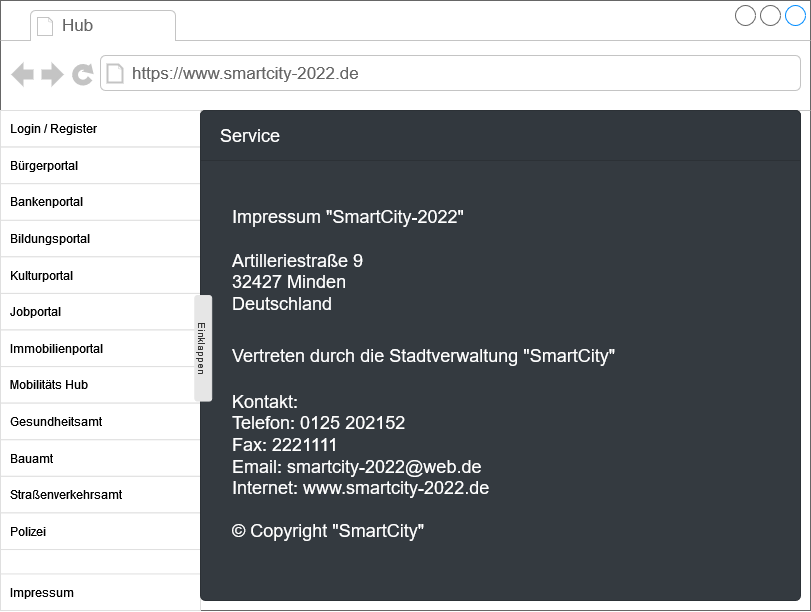 Hub
https://www.smartcity-2022.de
Login / Register
Bürgerportal
Bankenportal
Bildungsportal
Kulturportal
Jobportal
Immobilienportal
Mobilitäts Hub
Gesundheitsamt
Bauamt
Straßenverkehrsamt
Polizei
Impressum
Einklappen
Service
Impressum "SmartCity-2022"
Artilleriestraße 9
32427 Minden
Deutschland
Vertreten durch die Stadtverwaltung "SmartCity"
Kontakt:
Telefon: 0125 202152
Fax: 2221111
Email: smartcity-2022@web.de
Internet: www.smartcity-2022.de
© Copyright "SmartCity"